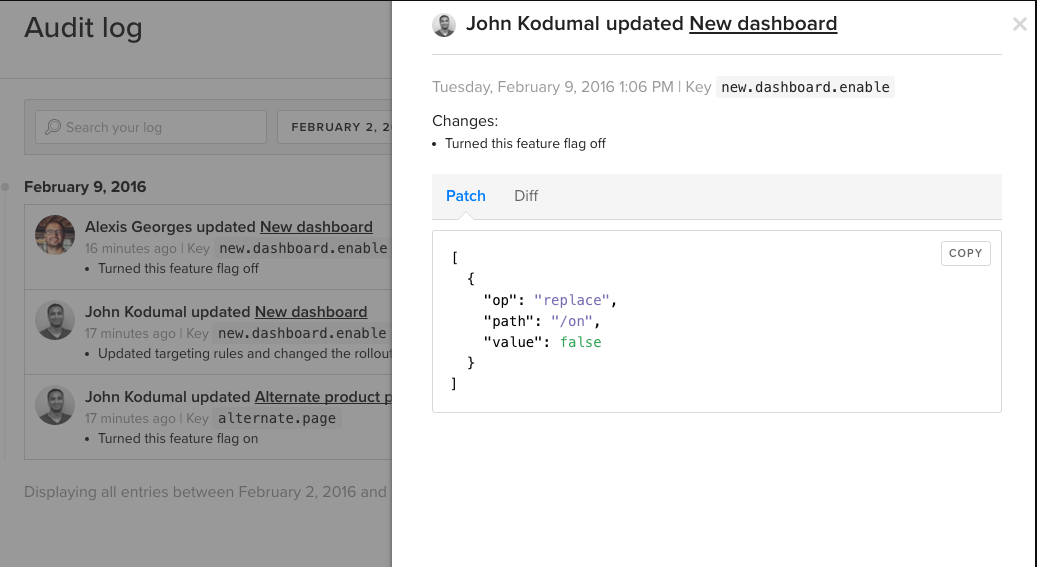 Audit log
Search your log
FEBRUARY 2, 2
February 9, 2016
Alexis Georges updated New dashboard
16 minutes ago | Key new.dashboard.enable
• Turned this feature flag off
John Kodumal updated New dashboard
17 minutes ago | Key new.dashboard.enable
• Updated targeting rules and changed the rollout
John Kodumal updated Alternate product p
17 minutes ago | Key alternate.page
• Turned this feature flag on
Displaying all entries between February 2, 2016 and
John Kodumal updated New dashboard
Tuesday, February 9, 2016 1:06 PM | Key new.dashboard.enable
Changes:
• Turned this feature flag off
Patch Diff
COPY
[
{
"op": "replace",
"path": "/on",
"value": false
}
]